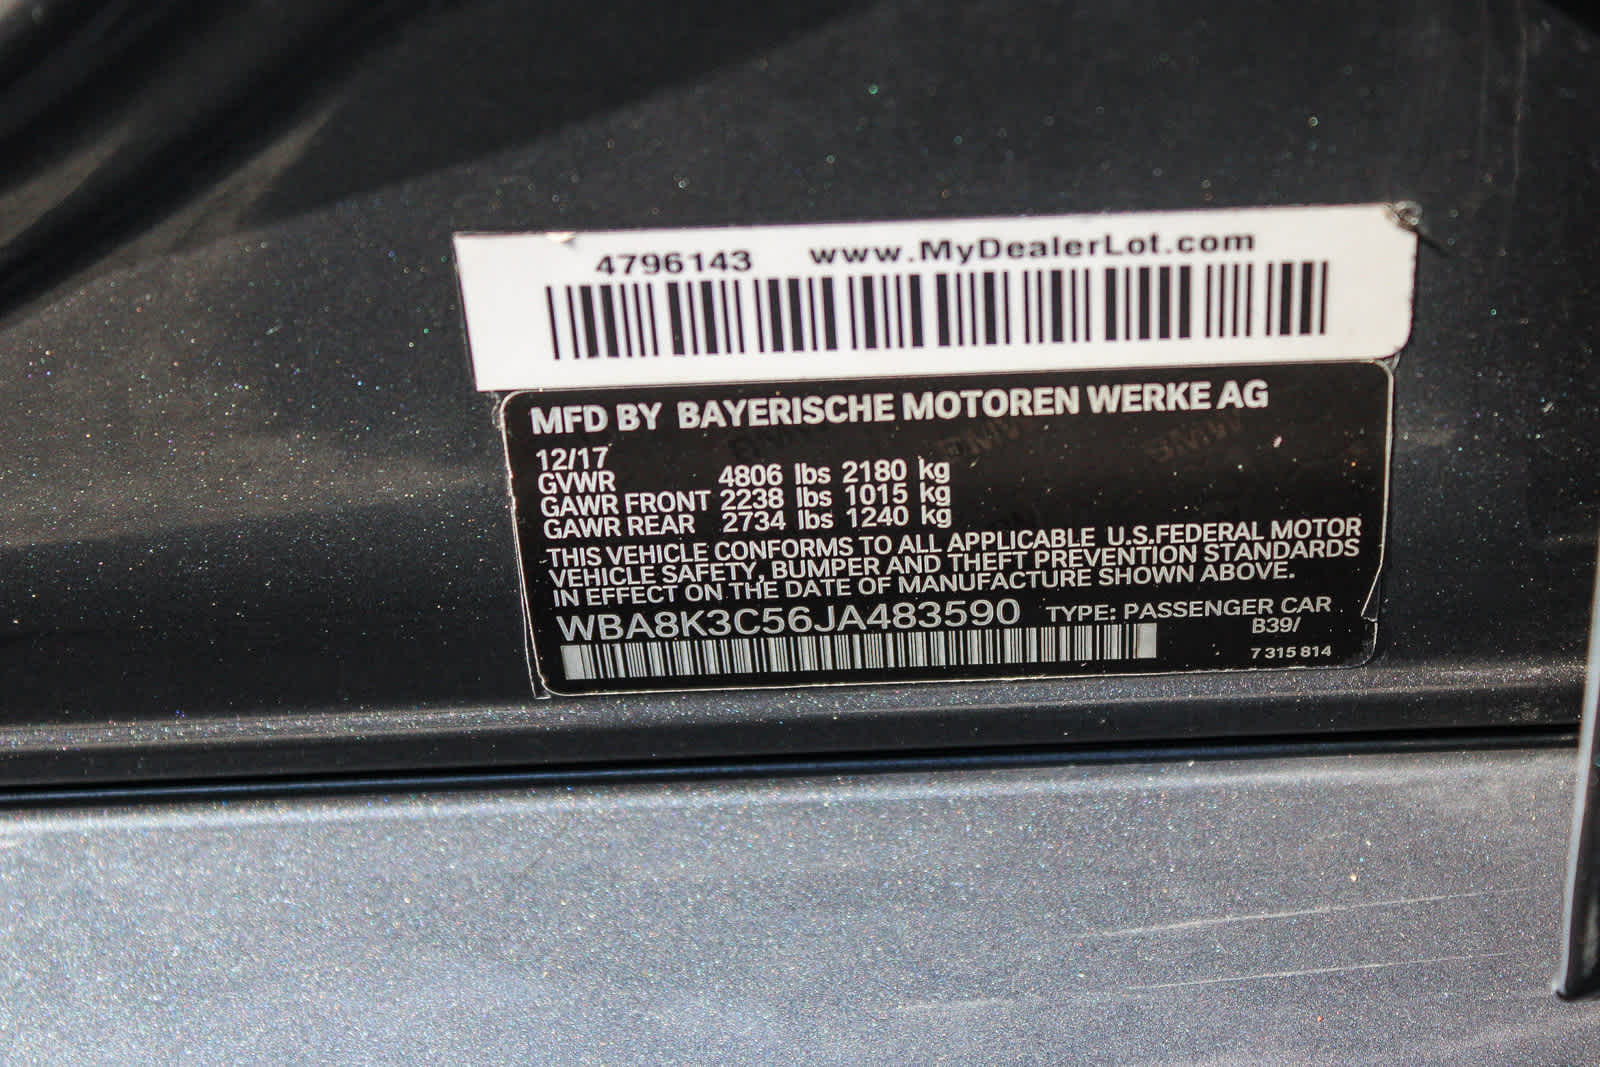 4796143 www.MyDealerLot.com
MFD BY BAYERISCHE MOTOREN WERKE AG
12/17
GVWR 4806 lbs 2180 kg
GAWR FRONT 2238 lbs 1015 kg
GAWR REAR 2734 lbs 1240 kg
THIS VEHICLE CONFORMS TO ALL APPLICABLE U.S.FEDERAL MOTOR
VEHICLE SAFETY, BUMPER AND THEFT PREVENTION STANDARDS
IN EFFECT ON THE DATE OF MANUFACTURE SHOWN ABOVE.
WBA8K3C56JA483590 TYPE: PASSENGER CAR
B39/
7 315 814